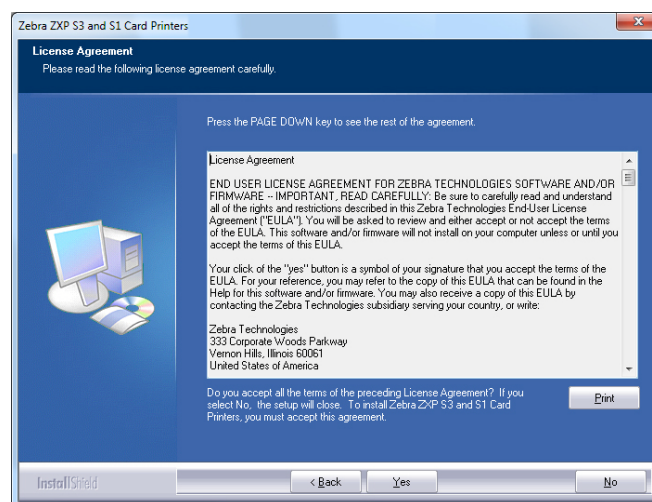 Zebra ZXP S3 and S1 Card Printers
License Agreement
Please read the following license agreement carefully.
Press the PAGE DOWN key to see the rest of the agreement.
License Agreement
END USER LICENSE AGREEMENT FOR ZEBRA TECHNOLOGIES SOFTWARE AND/OR
FIRMWARE -- IMPORTANT, READ CAREFULLY: Be sure to carefully read and understand
all of the rights and restrictions described in this Zebra Technologies End-User License
Agreement ("EULA"). You will be asked to review and either accept or not accept the terms
of the EULA. This software and/or firmware will not install on your computer unless or until you
accept the terms of this EULA.
Your click of the "yes" button is a symbol of your signature that you accept the terms of the
EULA. For your reference, you may refer to the copy of this EULA that can be found in the
Help for this software and/or firmware. You may also receive a copy of this EULA by
contacting the Zebra Technologies subsidiary serving your country, or write:
Zebra Technologies
333 Corporate Woods Parkway
Vernon Hills, Illinois 60061
United States of America
Do you accept all the terms of the preceding License Agreement? If you
select No, the setup will close. To install Zebra ZXP S3 and S1 Card
Printers, you must accept this agreement.
Print
InstallShield
< Back
Yes
No